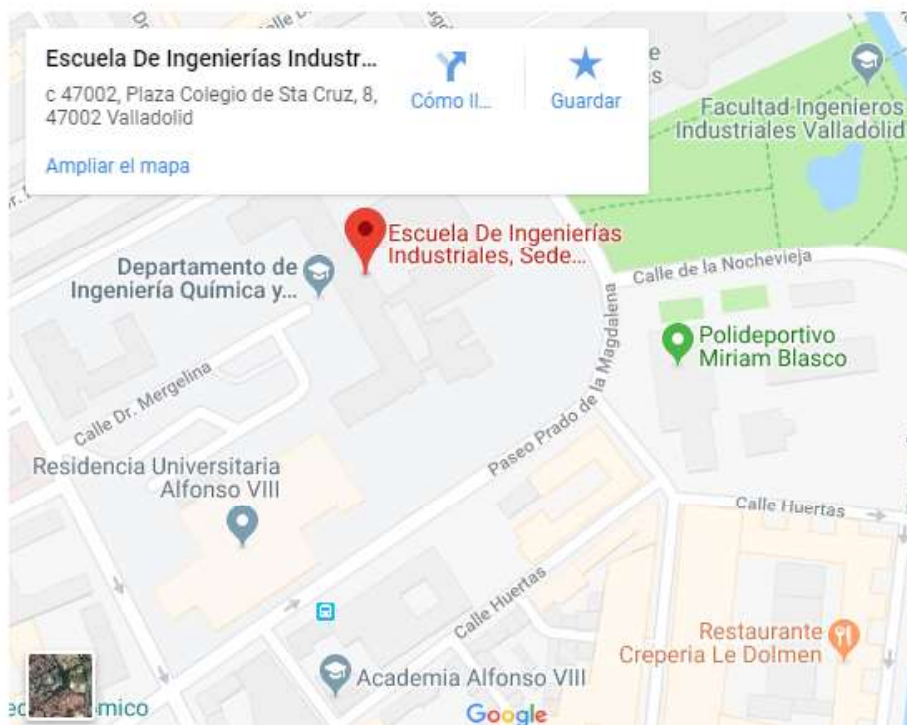 Escuela De Ingenierías Industr...
c 47002, Plaza Colegio de Sta Cruz, 8,
47002 Valladolid
Ampliar el mapa
Cómo ll...
Guardar
Facultad Ingenieros
Industriales Valladolid
Escuela De Ingenierías
Industriales, Sede...
Departamento de
Ingeniería Química y...
Calle de la Nochevieja
Paseo Prado de la Magdalena
Polideportivo
Miriam Blasco
Calle Dr. Mergelina
Residencia Universitaria
Alfonso VIII
Calle Huertas
Calle Huertas
Restaurante
Creperia Le Dolmen
Academia Alfonso VIII
Google